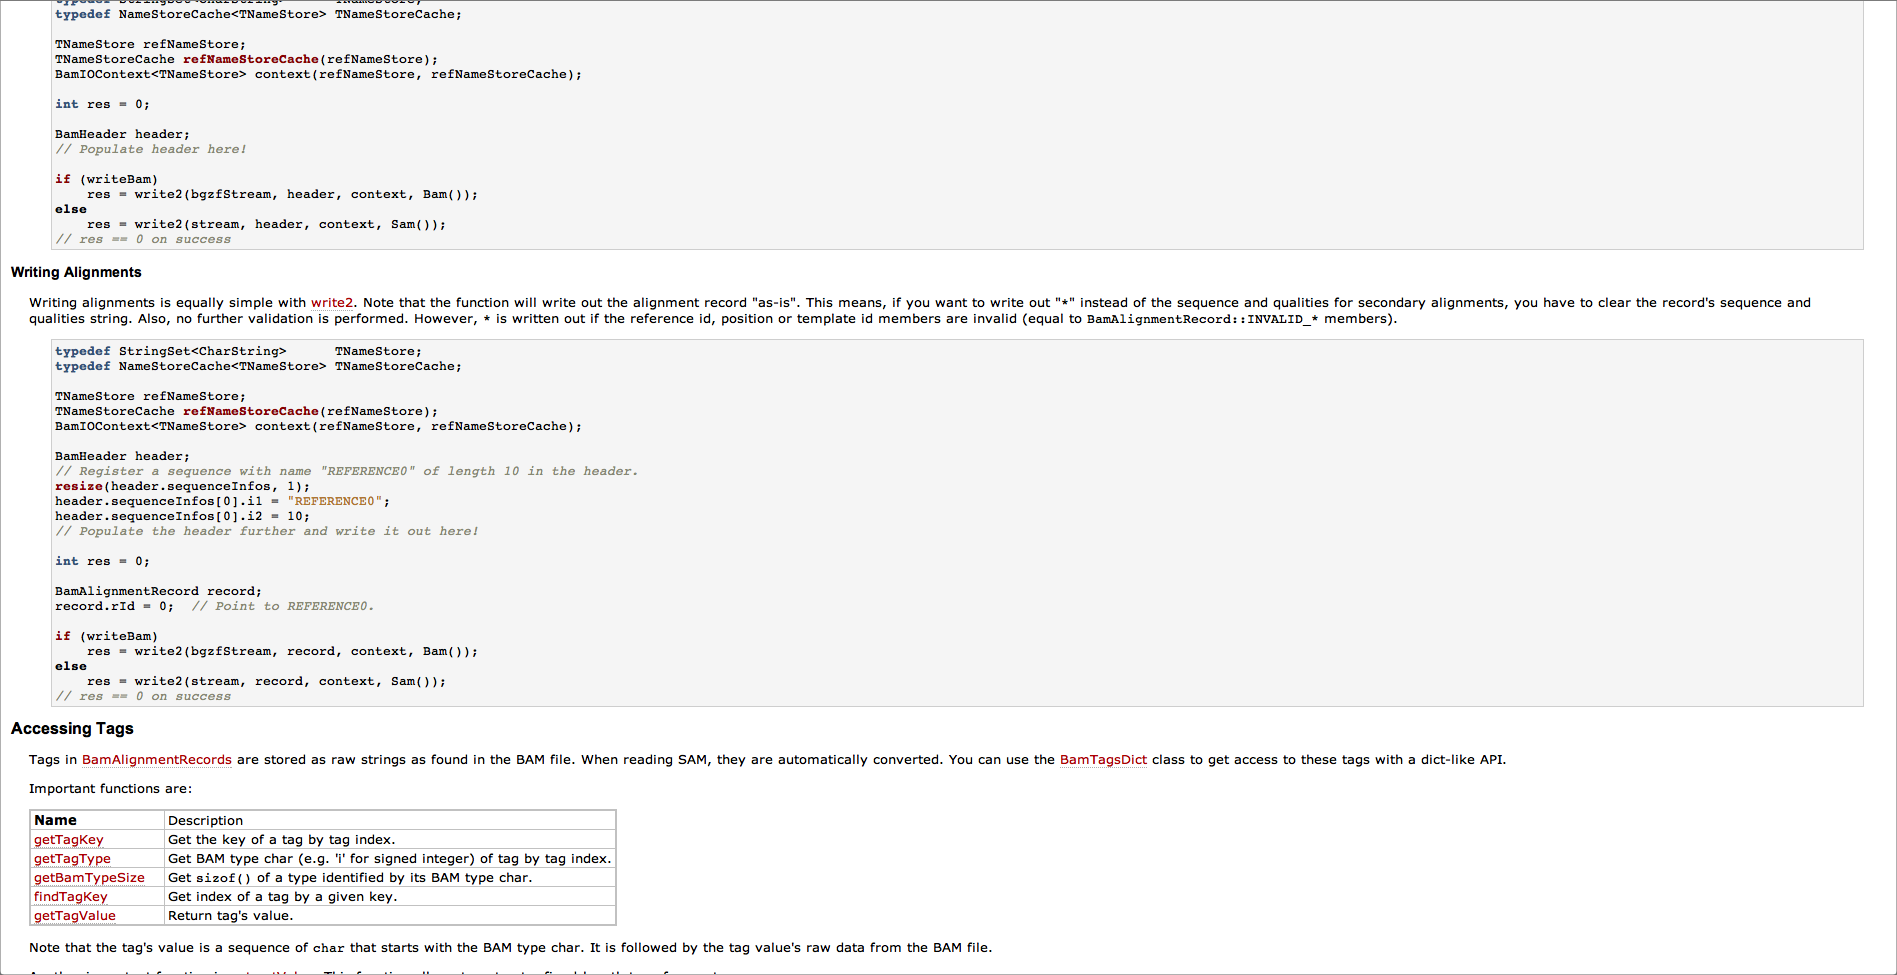 typedef NameStoreCache<TNameStore> TNameStoreCache;
TNameStore refNameStore;
TNameStoreCache refNameStoreCache(refNameStore);
BamIOContext<TNameStore> context(refNameStore, refNameStoreCache);
int res = 0;
BamHeader header;
// Populate header here!
if (writeBam)
    res = write2(bgzfStream, header, context, Bam());
else
    res = write2(stream, header, context, Sam());
// res == 0 on success
Writing Alignments
Writing alignments is equally simple with write2. Note that the function will write out the alignment record "as-is". This means, if you want to write out "*" instead of the sequence and qualities for secondary alignments, you have to clear the record's sequence and
qualities string. Also, no further validation is performed. However, * is written out if the reference id, position or template id members are invalid (equal to BamAlignmentRecord::INVALID_* members).
typedef StringSet<CharString>      TNameStore;
typedef NameStoreCache<TNameStore> TNameStoreCache;
TNameStore refNameStore;
TNameStoreCache refNameStoreCache(refNameStore);
BamIOContext<TNameStore> context(refNameStore, refNameStoreCache);
BamHeader header;
// Register a sequence with name "REFERENCE0" of length 10 in the header.
resize(header.sequenceInfos, 1);
header.sequenceInfos[0].i1 = "REFERENCE0";
header.sequenceInfos[0].i2 = 10;
// Populate the header further and write it out here!
int res = 0;
BamAlignmentRecord record;
record.rId = 0;  // Point to REFERENCE0.
if (writeBam)
    res = write2(bgzfStream, record, context, Bam());
else
    res = write2(stream, record, context, Sam());
// res == 0 on success
Accessing Tags
Tags in BamAlignmentRecords are stored as raw strings as found in the BAM file. When reading SAM, they are automatically converted. You can use the BamTagsDict class to get access to these tags with a dict-like API.
Important functions are:
Name Description
getTagKey Get the key of a tag by tag index.
getTagType Get BAM type char (e.g. 'i' for signed integer) of tag by tag index.
getBamTypeSize Get sizof() of a type identified by its BAM type char.
findTagKey Get index of a tag by a given key.
getTagValue Return tag's value.
Note that the tag's value is a sequence of char that starts with the BAM type char. It is followed by the tag value's raw data from the BAM file.